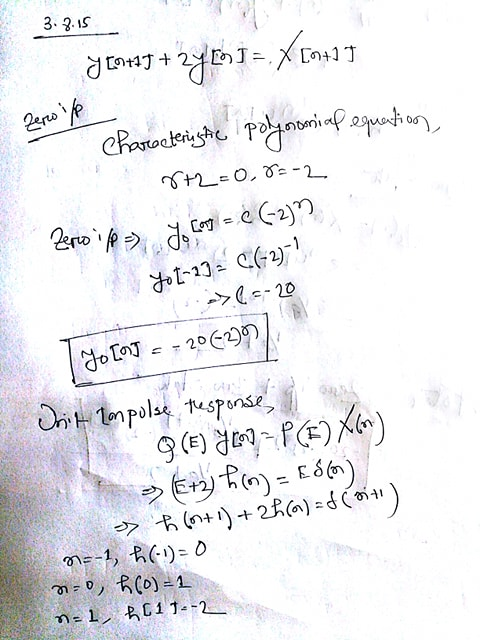 3.8.15
y[n+1] + 2y[n] = X[n+1]
Zero i/p
Characteristic polynomial equation,
r+2=0, r=-2
Zero i/p ⇒ y₀[n] = c(-2)ⁿ
y₀[-1] = C(-2)⁻¹
⇒ C = -20
y₀[n] = -20(-2)ⁿ
Unit Impulse response,
Q(E) y[n] = P(E) X(n)
⇒ (E+2) h(n) = E δ(n)
⇒ h(n+1) + 2h(n) = δ(n+1)
n=-1, h(-1) = 0
n=0, h(0) = 1
n=1, h[1] = -2